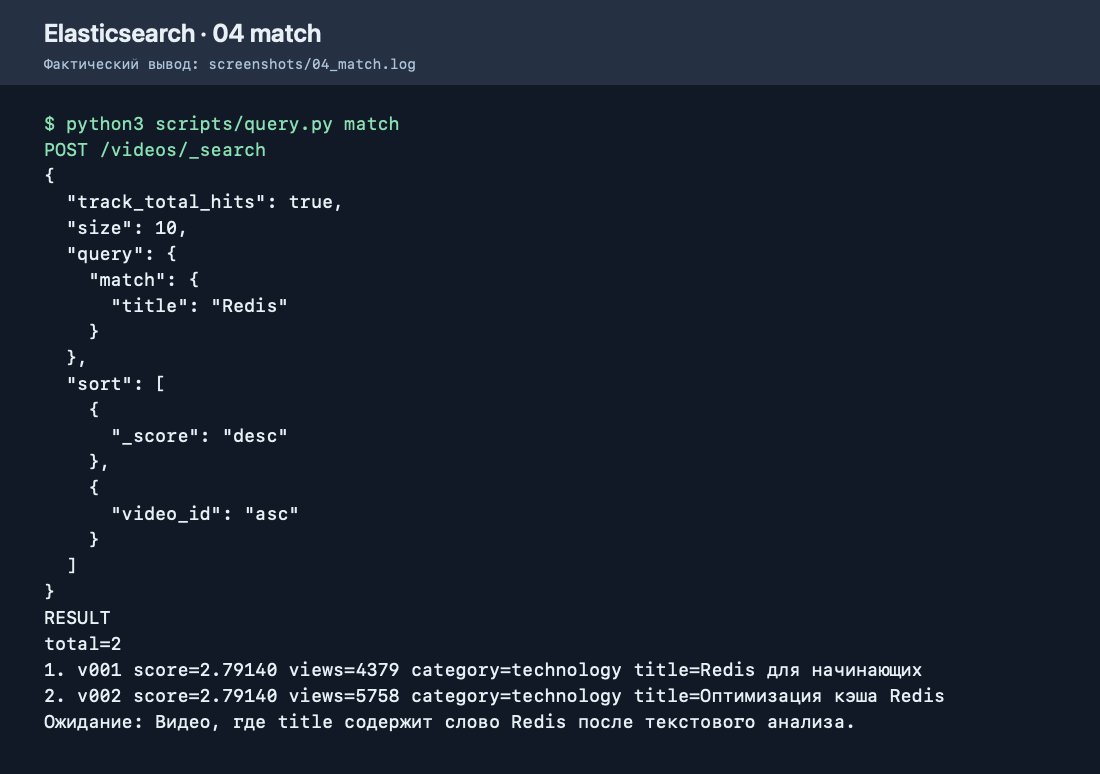 Elasticsearch · 04 match
Фактический вывод: screenshots/04_match.log
$ python3 scripts/query.py match
POST /videos/_search
{
  "track_total_hits": true,
  "size": 10,
  "query": {
    "match": {
      "title": "Redis"
    }
  },
  "sort": [
    {
      "_score": "desc"
    },
    {
      "video_id": "asc"
    }
  ]
}
RESULT
total=2
1. v001 score=2.79140 views=4379 category=technology title=Redis для начинающих
2. v002 score=2.79140 views=5758 category=technology title=Оптимизация кэша Redis
Ожидание: Видео, где title содержит слово Redis после текстового анализа.